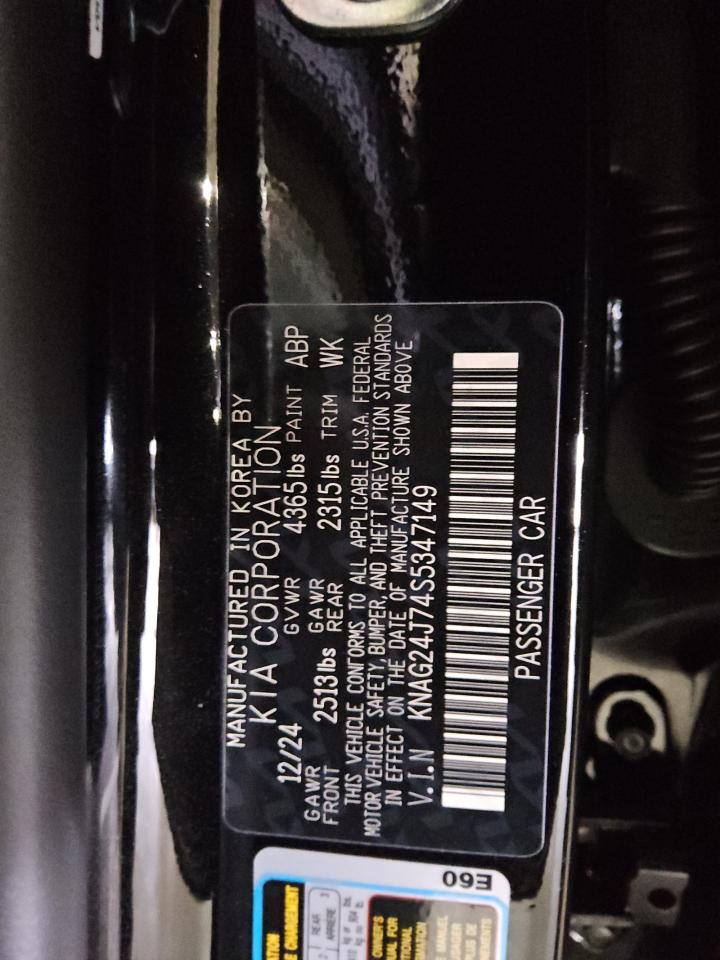 MANUFACTURED IN KOREA BY
KIA CORPORATION
12/24 GVWR 4365lbs PAINT ABP
GAWR FRONT 2513lbs GAWR REAR 2315lbs TRIM WK
THIS VEHICLE CONFORMS TO ALL APPLICABLE U.S.A. FEDERAL
MOTOR VEHICLE SAFETY, BUMPER, AND THEFT PREVENTION STANDARDS
IN EFFECT ON THE DATE OF MANUFACTURE SHOWN ABOVE
V.I.N KNAG24J74S5347149
PASSENGER CAR
E60
REAR
ARRIERE